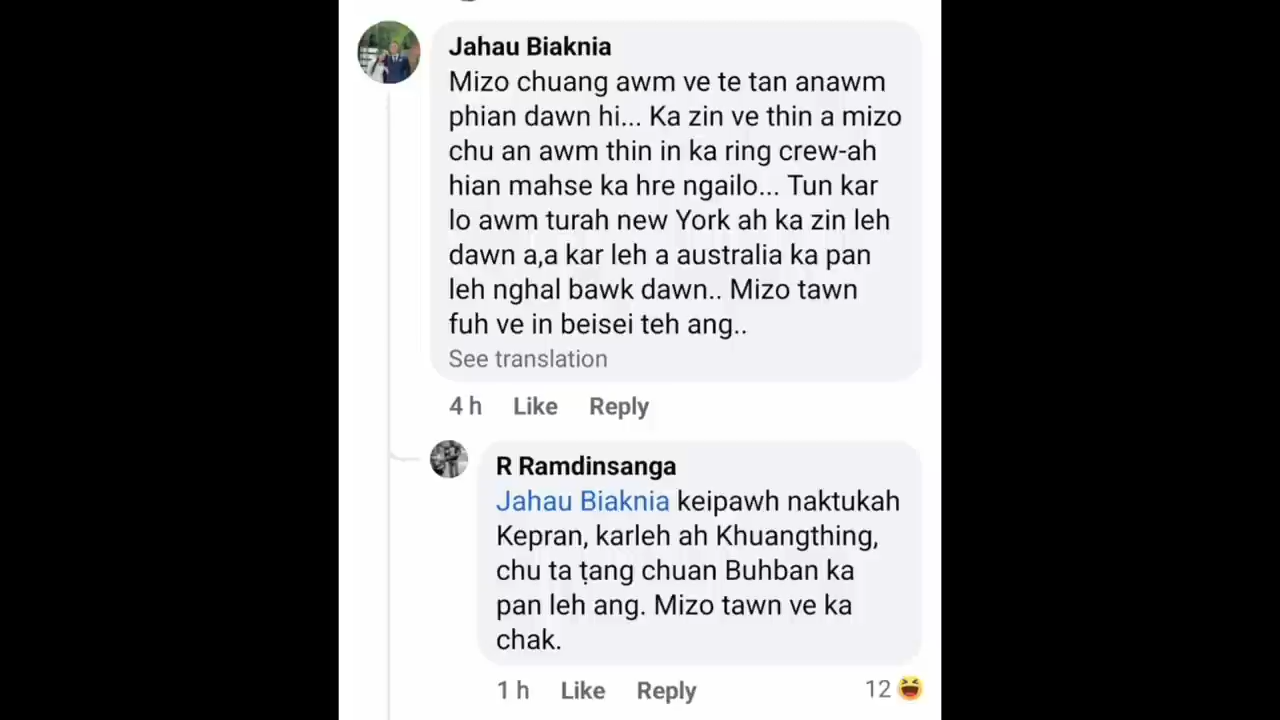 Jahau Biaknia
Mizo chuang awm ve te tan anawm
phian dawn hi... Ka zin ve thin a mizo
chu an awm thin in ka ring crew-ah
hian mahse ka hre ngailo... Tun kar
lo awm turah new York ah ka zin leh
dawn a,a kar leh a australia ka pan
leh nghal bawk dawn.. Mizo tawn
fuh ve in beisei teh ang..
See translation
4 h Like Reply
R Ramdinsanga
Jahau Biaknia keipawh naktukah
Kepran, karleh ah Khuangthing,
chu ta ṭang chuan Buhban ka
pan leh ang. Mizo tawn ve ka
chak.
1 h Like Reply 12 😆